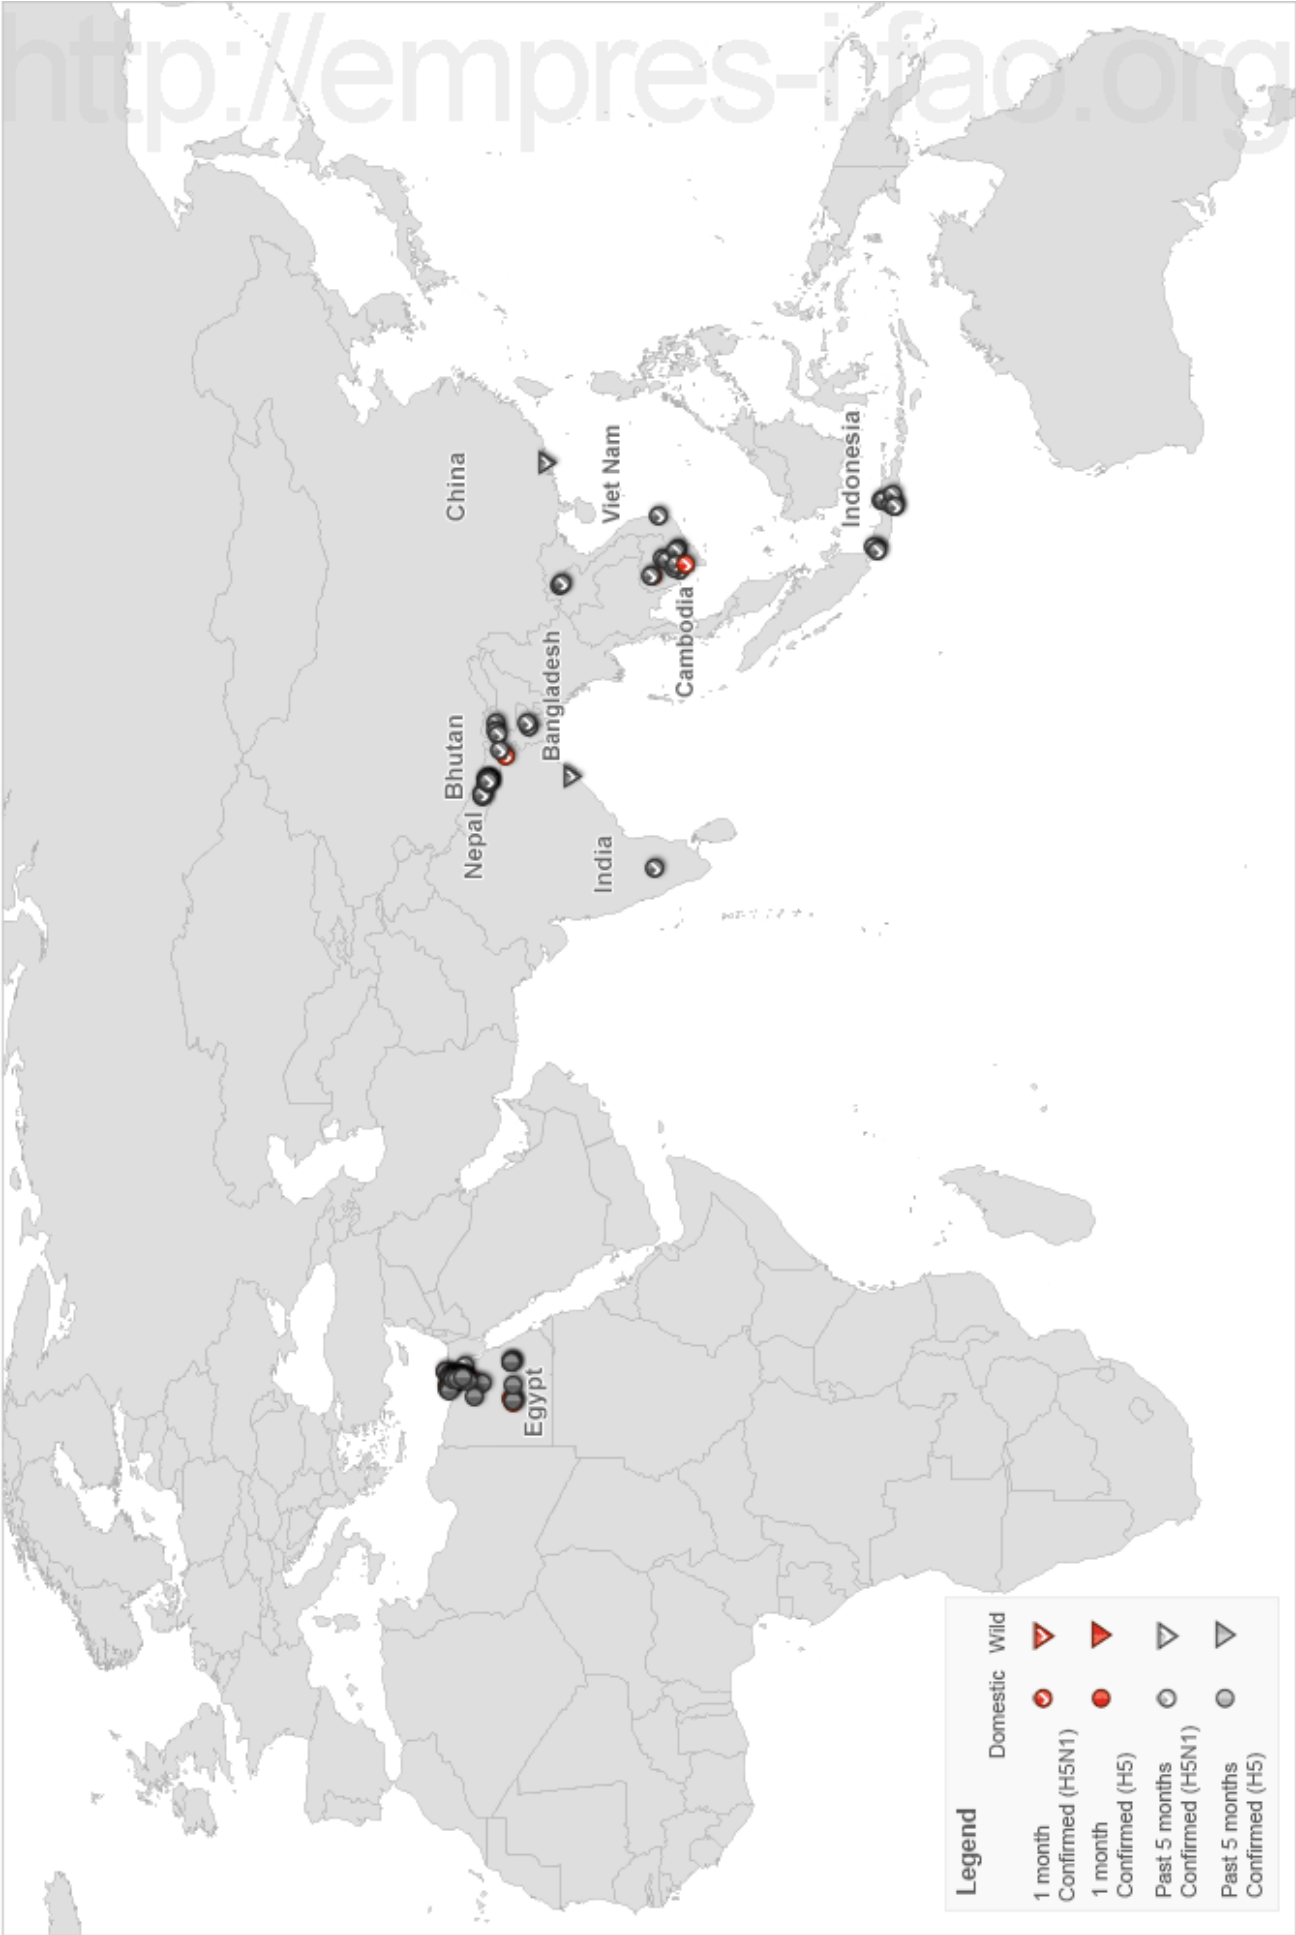 http://empres-i.fao.org
China
Viet Nam
Indonesia
Cambodia
Bangladesh
Bhutan
Nepal
India
Egypt
Legend
Domestic Wild
1 month
Confirmed (H5N1)
1 month
Confirmed (H5)
Past 5 months
Confirmed (H5N1)
Past 5 months
Confirmed (H5)